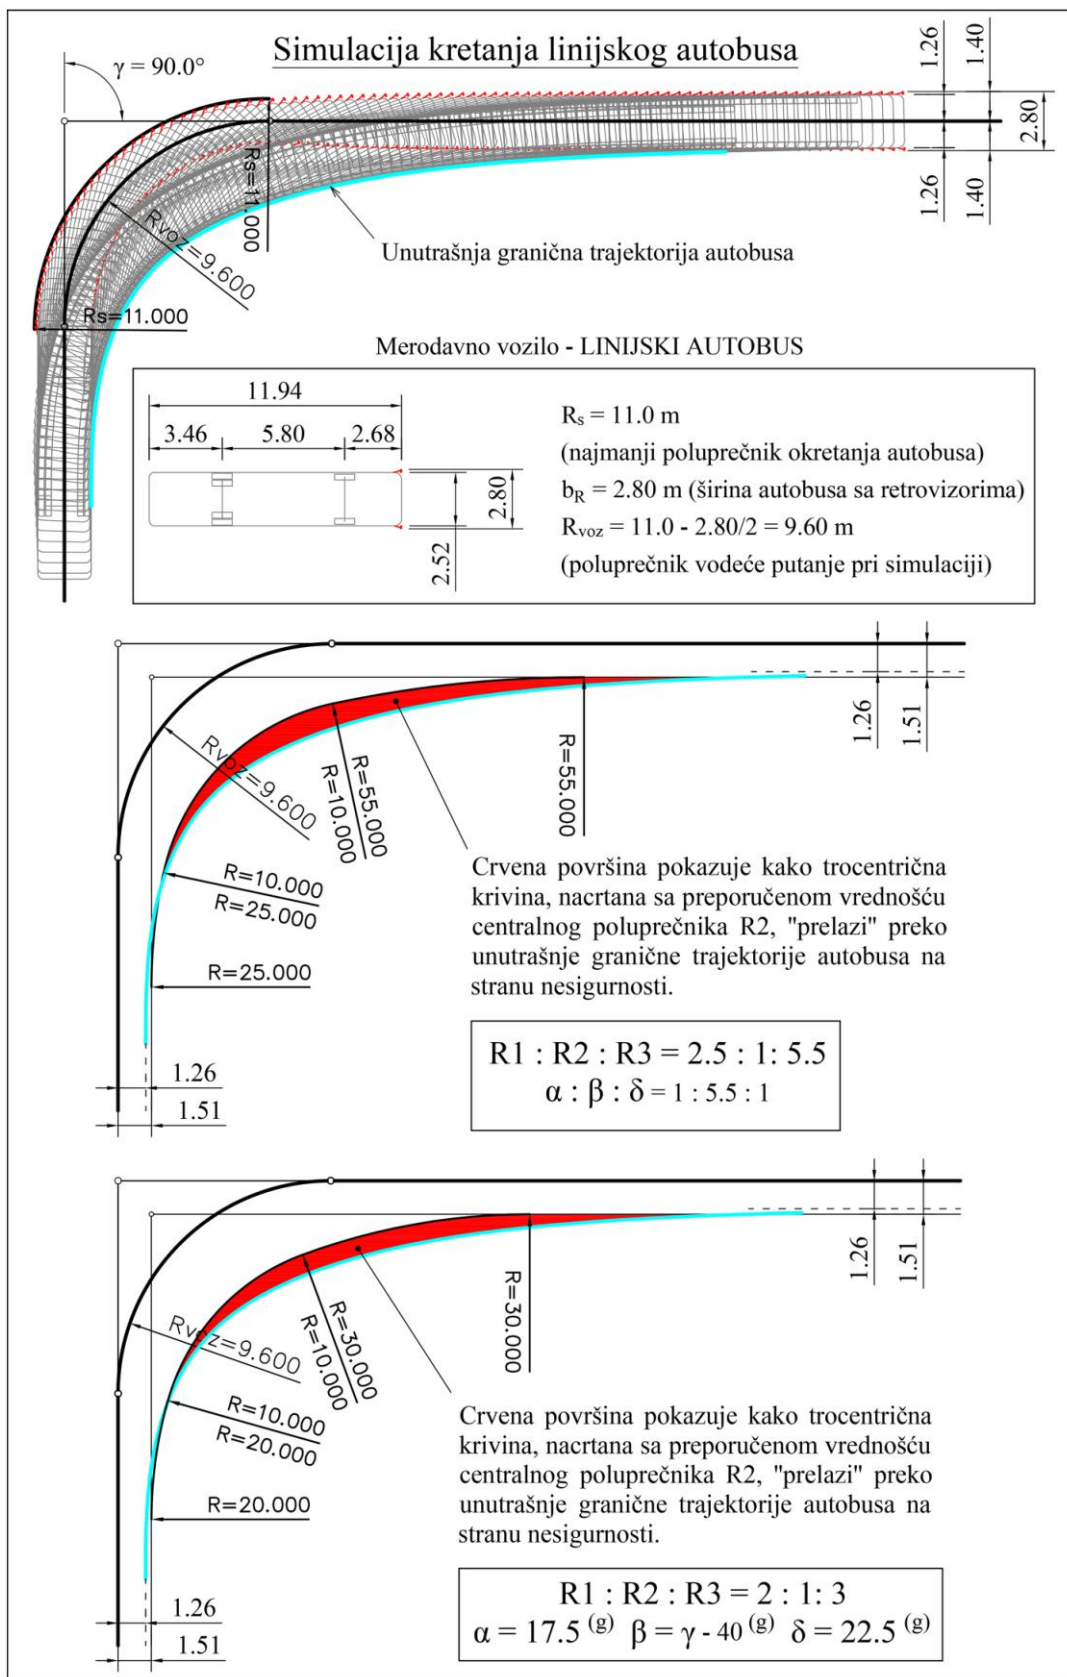 Simulacija kretanja linijskog autobusa
γ = 90.0°
1.26
1.40
2.80
1.26
1.40
Rs=11.000
Rvoz=9.600
Rs=11.000
Unutrašnja granična trajektorija autobusa
Merodavno vozilo - LINIJSKI AUTOBUS
11.94
3.46
5.80
2.68
2.80
2.52
Rs = 11.0 m
(najmanji poluprečnik okretanja autobusa)
bR = 2.80 m (širina autobusa sa retrovizorima)
Rvoz = 11.0 - 2.80/2 = 9.60 m
(poluprečnik vodeće putanje pri simulaciji)
1.26
1.51
Rvoz=9.600
R=55.000
R=10.000
R=55.000
R=10.000
R=25.000
R=25.000
Crvena površina pokazuje kako trocentrična
krivina, nacrtana sa preporučenom vrednošću
centralnog poluprečnika R2, "prelazi" preko
unutrašnje granične trajektorije autobusa na
stranu nesigurnosti.
R1 : R2 : R3 = 2.5 : 1: 5.5
α : β : δ = 1 : 5.5 : 1
1.26
1.51
1.26
1.51
Rvoz=9.600
R=30.000
R=10.000
R=30.000
R=10.000
R=20.000
R=20.000
Crvena površina pokazuje kako trocentrična
krivina, nacrtana sa preporučenom vrednošću
centralnog poluprečnika R2, "prelazi" preko
unutrašnje granične trajektorije autobusa na
stranu nesigurnosti.
R1 : R2 : R3 = 2 : 1: 3
α = 17.5 (g) β = γ - 40 (g) δ = 22.5 (g)
1.26
1.51